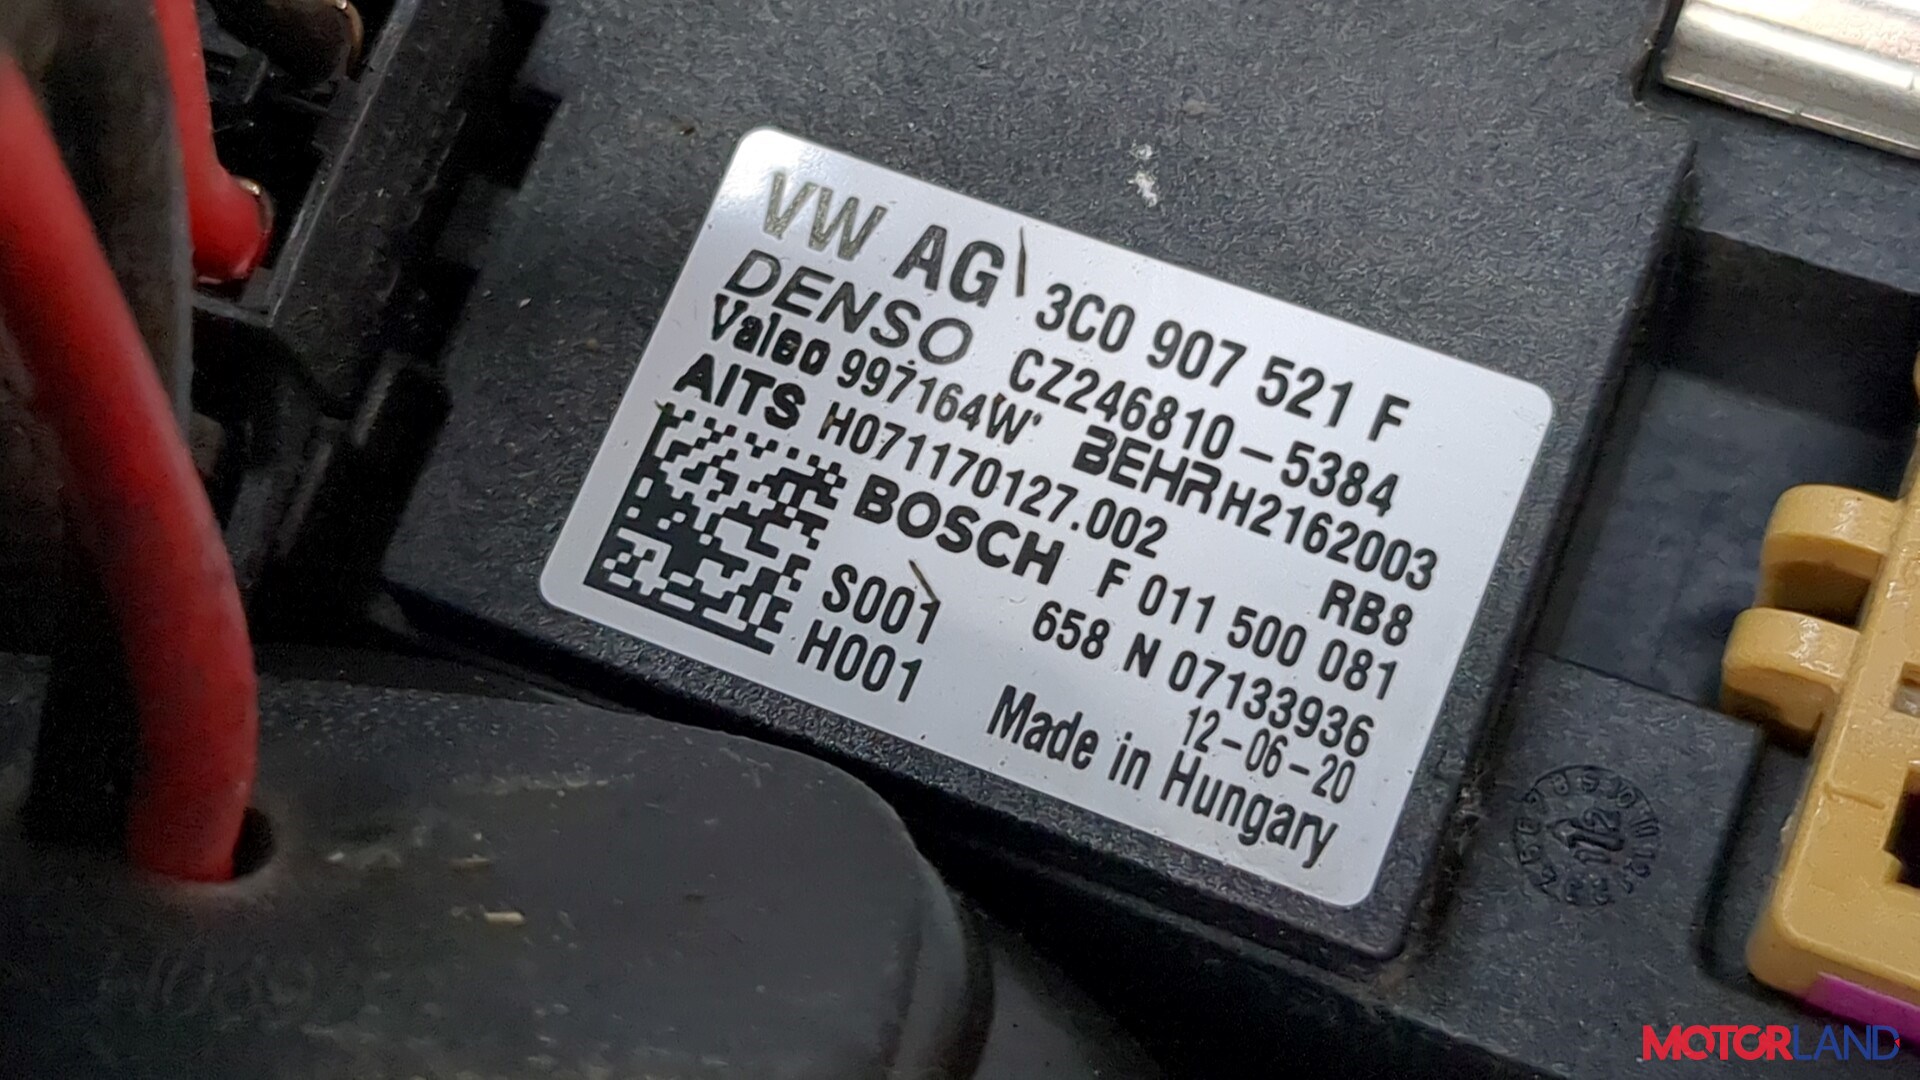 VW AG 3C0 907 521 F
DENSO CZ246810-5384
Valeo 997164W BEHR H2162003
AITS H071170127.002 RB8
BOSCH F 011 500 081
S001 658 N 07133936
H001 12-06-20
Made in Hungary
MOTORLAND